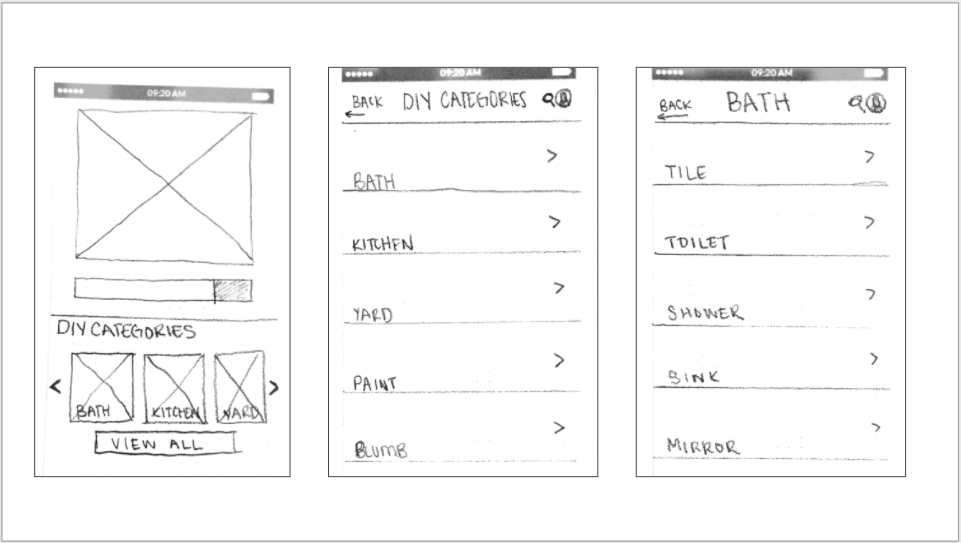 09:20 AM
DIY CATEGORIES
BATH KITCHEN YARD
VIEW ALL
09:20 AM
BACK DIY CATEGORIES
BATH
KITCHEN
YARD
PAINT
BLUMB
09:20 AM
BACK BATH
TILE
TOILET
SHOWER
SINK
MIRROR